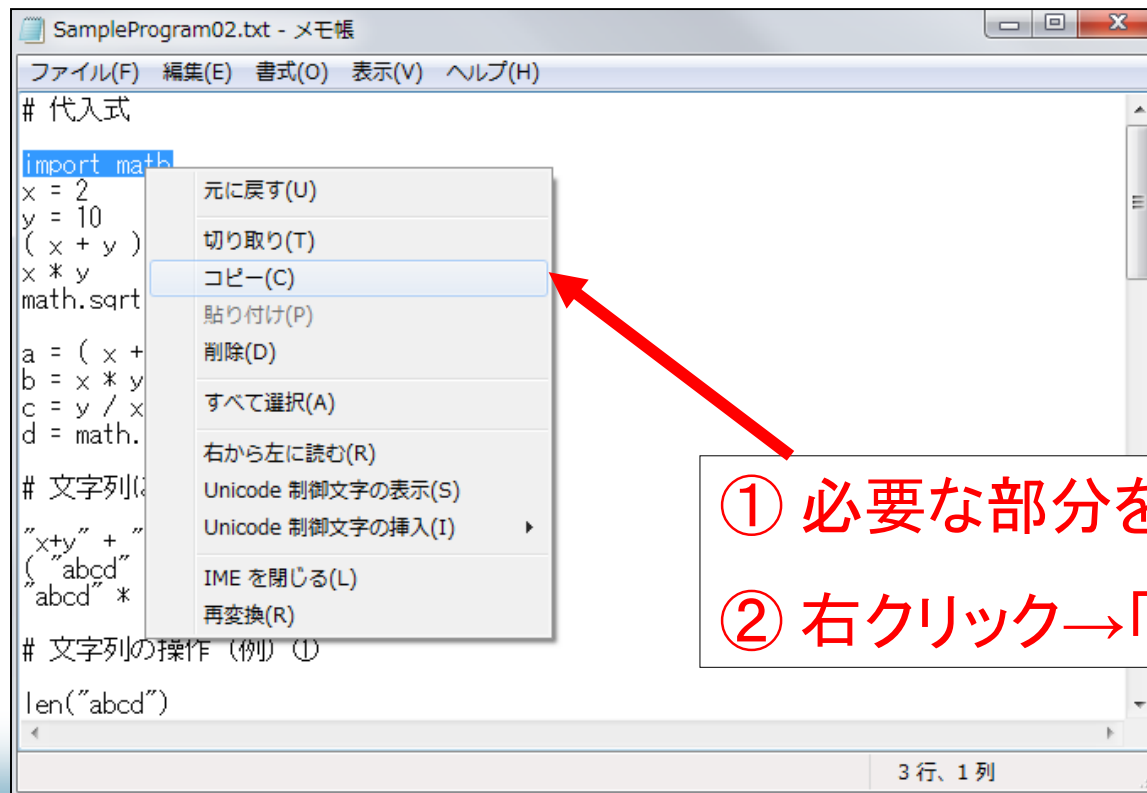 SampleProgram02.txt - メモ帳
ファイル(F) 編集(E) 書式(O) 表示(V) ヘルプ(H)
# 代入式
import math
x = 2
y = 10
( x + y )
x * y
math.sqrt
a = ( x +
b = x * y
c = y / x
d = math.
# 文字列
"x+y" + "
( "abcd"
"abcd" *
# 文字列の操作 (例) ①
len("abcd")
元に戻す(U)
切り取り(T)
コピー(C)
貼り付け(P)
削除(D)
すべて選択(A)
右から左に読む(R)
Unicode 制御文字の表示(S)
Unicode 制御文字の挿入(I)
IME を閉じる(L)
再変換(R)
① 必要な部分を
② 右クリック→「
3 行、1 列